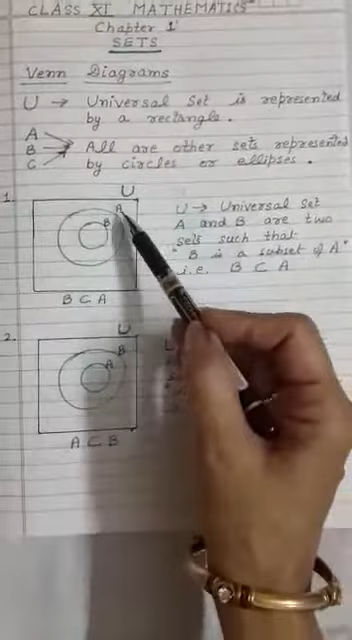 CLASS XI MATHEMATICS
Chapter 1
SETS
Venn Diagrams
U → Universal Set is represented
by a rectangle.
A
B
C
All are other sets represented
by circles or ellipses.
1.
U
A
B
B ⊂ A
U → Universal Set
A and B are two
sets such that
"B is a subset of A."
i.e. B ⊂ A
2.
U
B
A
A ⊂ B